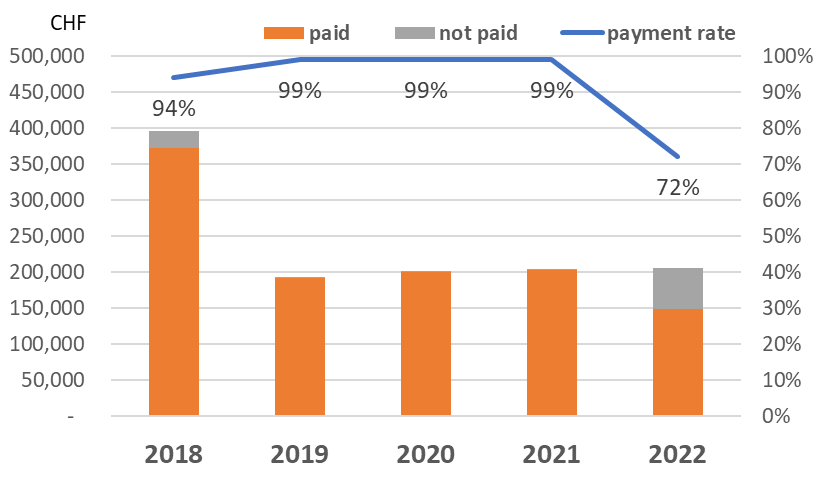 CHF
paid not paid payment rate
500,000 100%
450,000 90%
400,000 80%
350,000 70%
300,000 60%
250,000 50%
200,000 40%
150,000 30%
100,000 20%
50,000 10%
- 0%
94% 99% 99% 99% 72%
2018 2019 2020 2021 2022